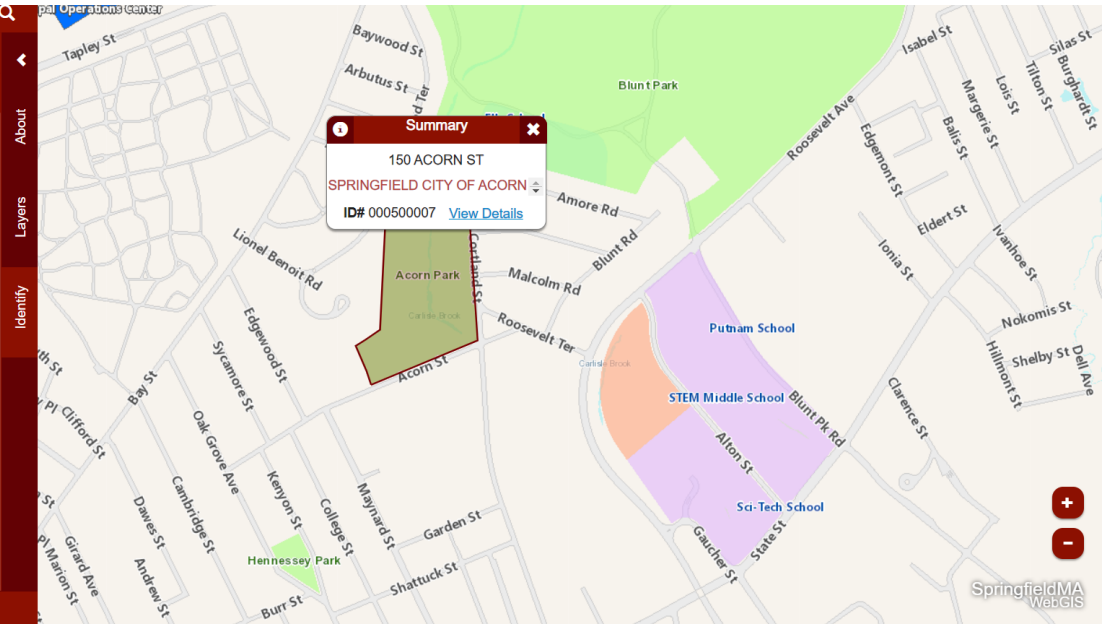 pal Operations Center
Tapley St
Baywood St
Arbutus St
d Ter
Blunt Park
Isabel St
Silas St
Burghardt St
Tilton St
Lois St
Margerie St
Balis St
Roosevelt Ave
Edgemont St
About
Summary
150 ACORN ST
SPRINGFIELD CITY OF ACORN
ID# 000500007 View Details
Amore Rd
Blunt Rd
Eldert St
Layers
Lionel Benoit Rd
Cortland St
Malcolm Rd
Ionia St
Ivanhoe St
Acorn Park
Carlisle Brook
Identify
Edgewood St
Roosevelt Ter
Putnam School
Nokomis St
Shelby St
Dell Ave
Hillmont St
Sycamore St
Carlisle Brook
Acorn St
Bay St
STEM Middle School
Blunt Pk Rd
Clarence St
Clifford St
Oak Grove Ave
Alton St
Kenyon St
Maynard St
College St
Cambridge St
Dawes St
Garden St
Sci-Tech School
State St
Gaucher St
Pl Marion St
Girard Ave
Andrew St
Hennessey Park
Shattuck St
Burr St
SpringfieldMA
WebGIS